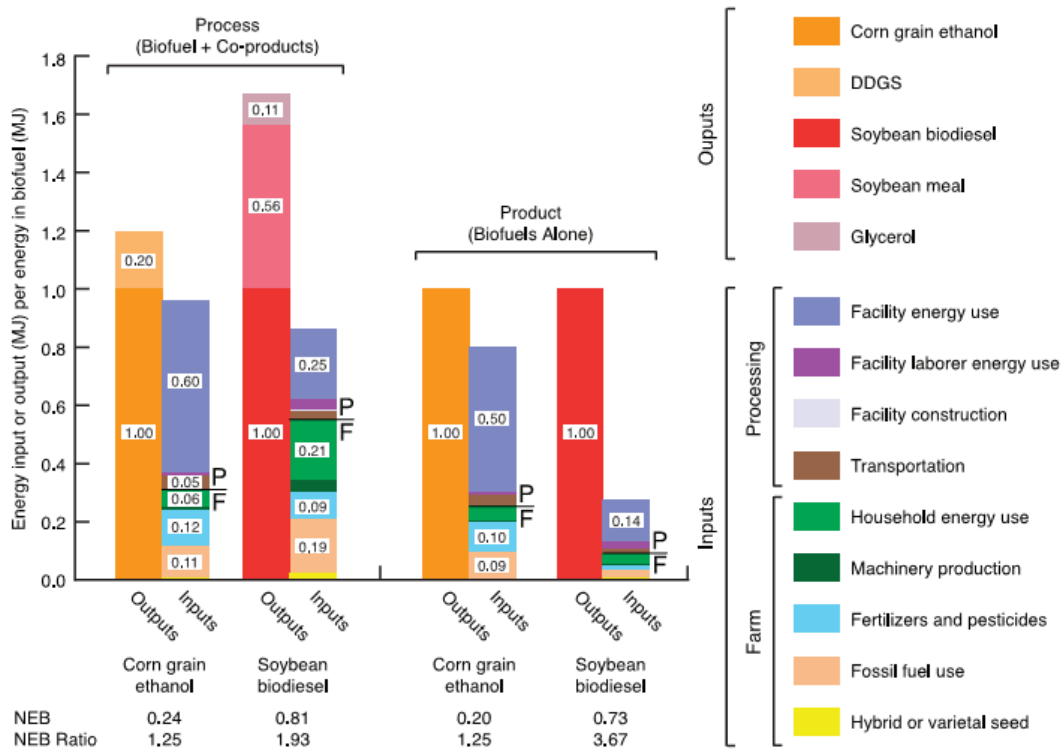 Process
(Biofuel + Co-products)
Energy input or output (MJ) per energy in biofuel (MJ)
1.8
1.6
1.4
1.2
1.0
0.8
0.6
0.4
0.2
0.0
0.20
1.00
0.60
0.05
0.06
0.12
0.11
P
F
0.11
0.56
1.00
0.25
0.21
0.09
0.19
P
F
Product
(Biofuels Alone)
1.00
0.50
0.10
0.09
P
F
1.00
0.14
P
F
Outputs
Inputs
Outputs
Inputs
Outputs
Inputs
Outputs
Inputs
Corn grain
ethanol
Soybean
biodiesel
Corn grain
ethanol
Soybean
biodiesel
NEB 0.24 0.81 0.20 0.73
NEB Ratio 1.25 1.93 1.25 3.67
Ouputs
Corn grain ethanol
DDGS
Soybean biodiesel
Soybean meal
Glycerol
Inputs
Processing
Facility energy use
Facility laborer energy use
Facility construction
Transportation
Farm
Household energy use
Machinery production
Fertilizers and pesticides
Fossil fuel use
Hybrid or varietal seed